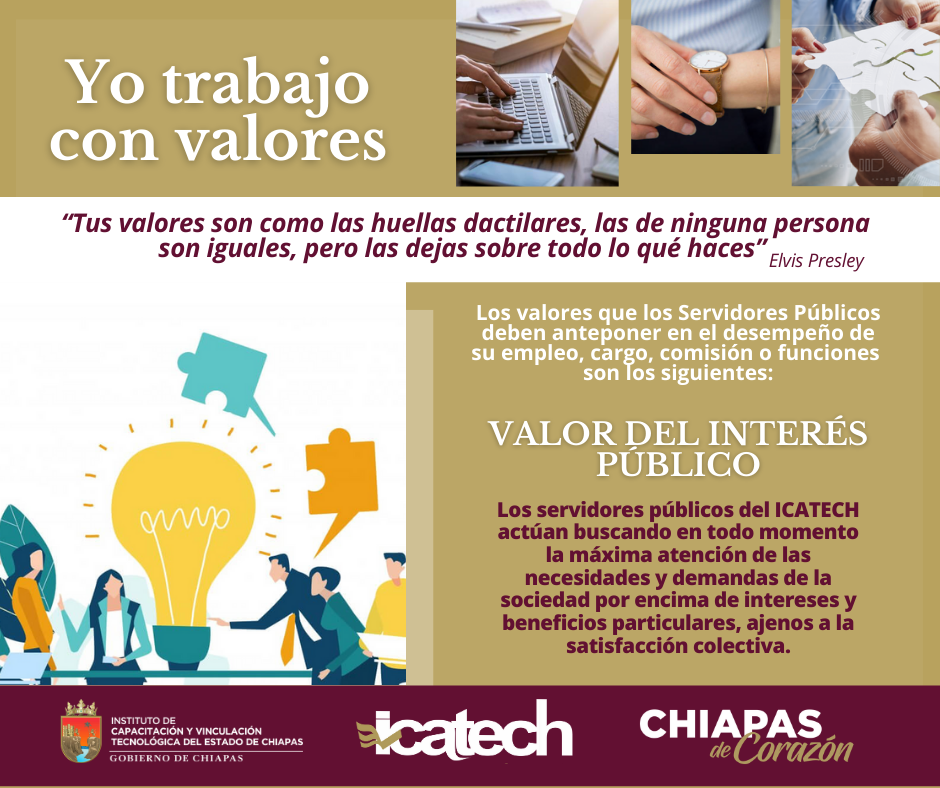 Yo trabajo
con valores
“Tus valores son como las huellas dactilares, las de ninguna persona
son iguales, pero las dejas sobre todo lo qué haces”
Elvis Presley
Los valores que los Servidores Públicos
deben anteponer en el desempeño de
su empleo, cargo, comisión o funciones
son los siguientes:
VALOR DEL INTERÉS
PÚBLICO
Los servidores públicos del ICATECH
actúan buscando en todo momento
la máxima atención de las
necesidades y demandas de la
sociedad por encima de intereses y
beneficios particulares, ajenos a la
satisfacción colectiva.
INSTITUTO DE
CAPACITACIÓN Y VINCULACIÓN
TECNOLÓGICA DEL ESTADO DE CHIAPAS
GOBIERNO DE CHIAPAS
icatech
CHIAPAS
de Corazón